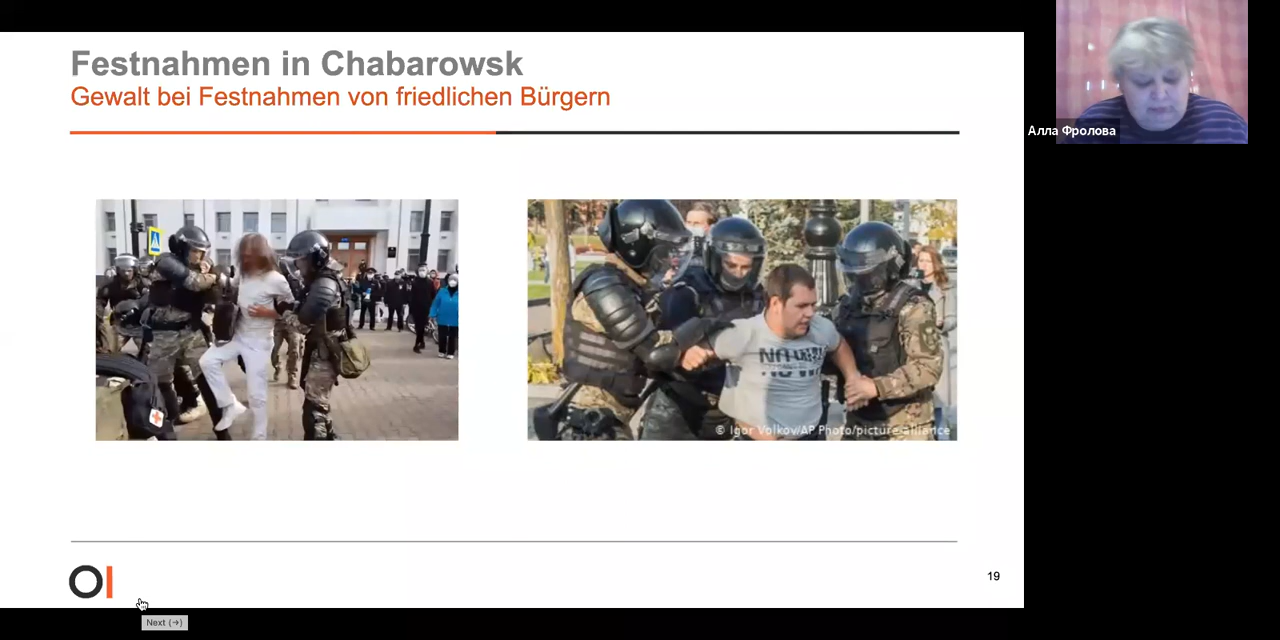 Festnahmen in Chabarowsk
Gewalt bei Festnahmen von friedlichen Bürgern
Алла Фролова
NO
© Igor Volkov/AP Photo/picture-alliance
19
Next (→)